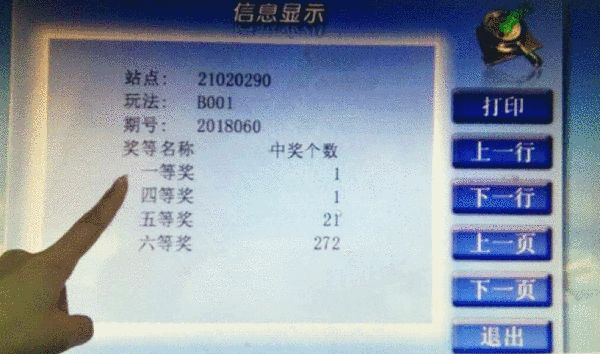 信息显示
站点: 21020290
玩法: B001
期号: 2018060
奖等名称 中奖个数
一等奖 1
四等奖 1
五等奖 21
六等奖 272
打印
上一行
下一行
上一页
下一页
退出